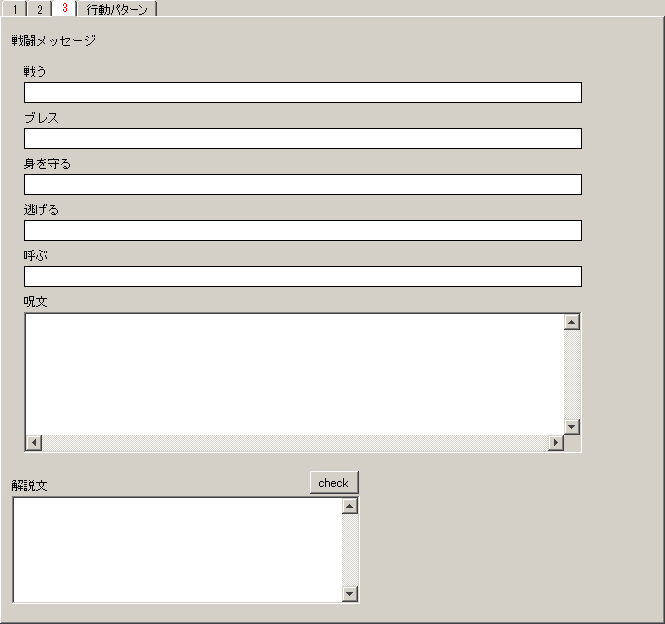 1 2 3 行動パターン
戦闘メッセージ
戦う
ブレス
身を守る
逃げる
呼ぶ
呪文
解説文 check